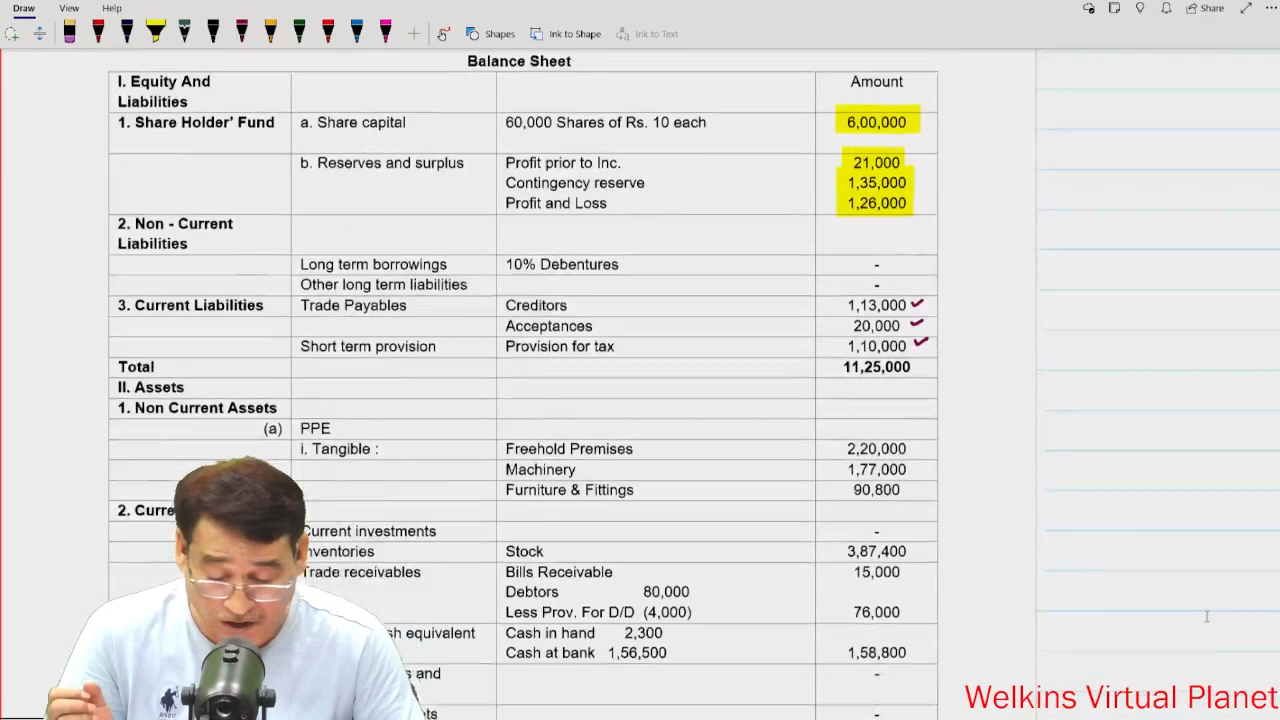 Draw View Help
Share
Shapes Ink to Shape Ink to Text
Balance Sheet
I. Equity And Amount
Liabilities
1. Share Holder' Fund a. Share capital 60,000 Shares of Rs. 10 each 6,00,000
b. Reserves and surplus Profit prior to Inc. 21,000
Contingency reserve 1,35,000
Profit and Loss 1,26,000
2. Non - Current
Liabilities
Long term borrowings 10% Debentures -
Other long term liabilities -
3. Current Liabilities Trade Payables Creditors 1,13,000
Acceptances 20,000
Short term provision Provision for tax 1,10,000
Total 11,25,000
II. Assets
1. Non Current Assets
(a) PPE
i. Tangible : Freehold Premises 2,20,000
Machinery 1,77,000
Furniture & Fittings 90,800
2. Curre
Current investments -
nventories Stock 3,87,400
Trade receivables Bills Receivable 15,000
Debtors 80,000
Less Prov. For D/D (4,000) 76,000
sh equivalent Cash in hand 2,300
Cash at bank 1,56,500 1,58,800
s and -
ets -
Welkins Virtual Planet